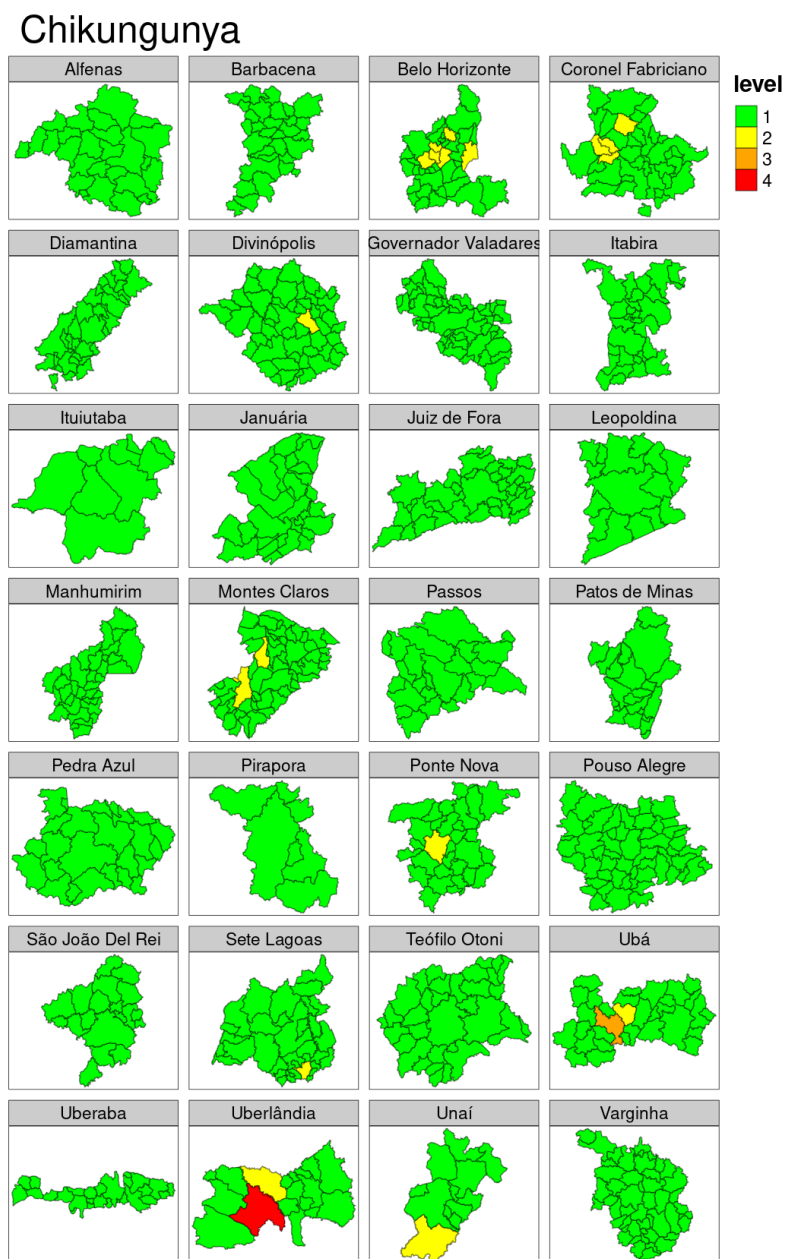 Chikungunya
Alfenas
Barbacena
Belo Horizonte
Coronel Fabriciano
level
1
2
3
4
Diamantina
Divinópolis
Governador Valadares
Itabira
Ituiutaba
Januária
Juiz de Fora
Leopoldina
Manhumirim
Montes Claros
Passos
Patos de Minas
Pedra Azul
Pirapora
Ponte Nova
Pouso Alegre
São João Del Rei
Sete Lagoas
Teófilo Otoni
Ubá
Uberaba
Uberlândia
Unaí
Varginha